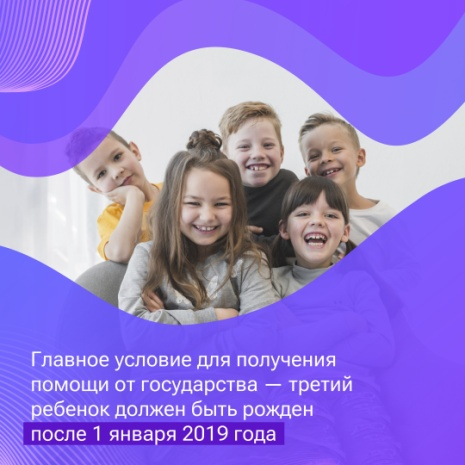 Главное условие для получения
помощи от государства — третий
ребенок должен быть рожден
после 1 января 2019 года